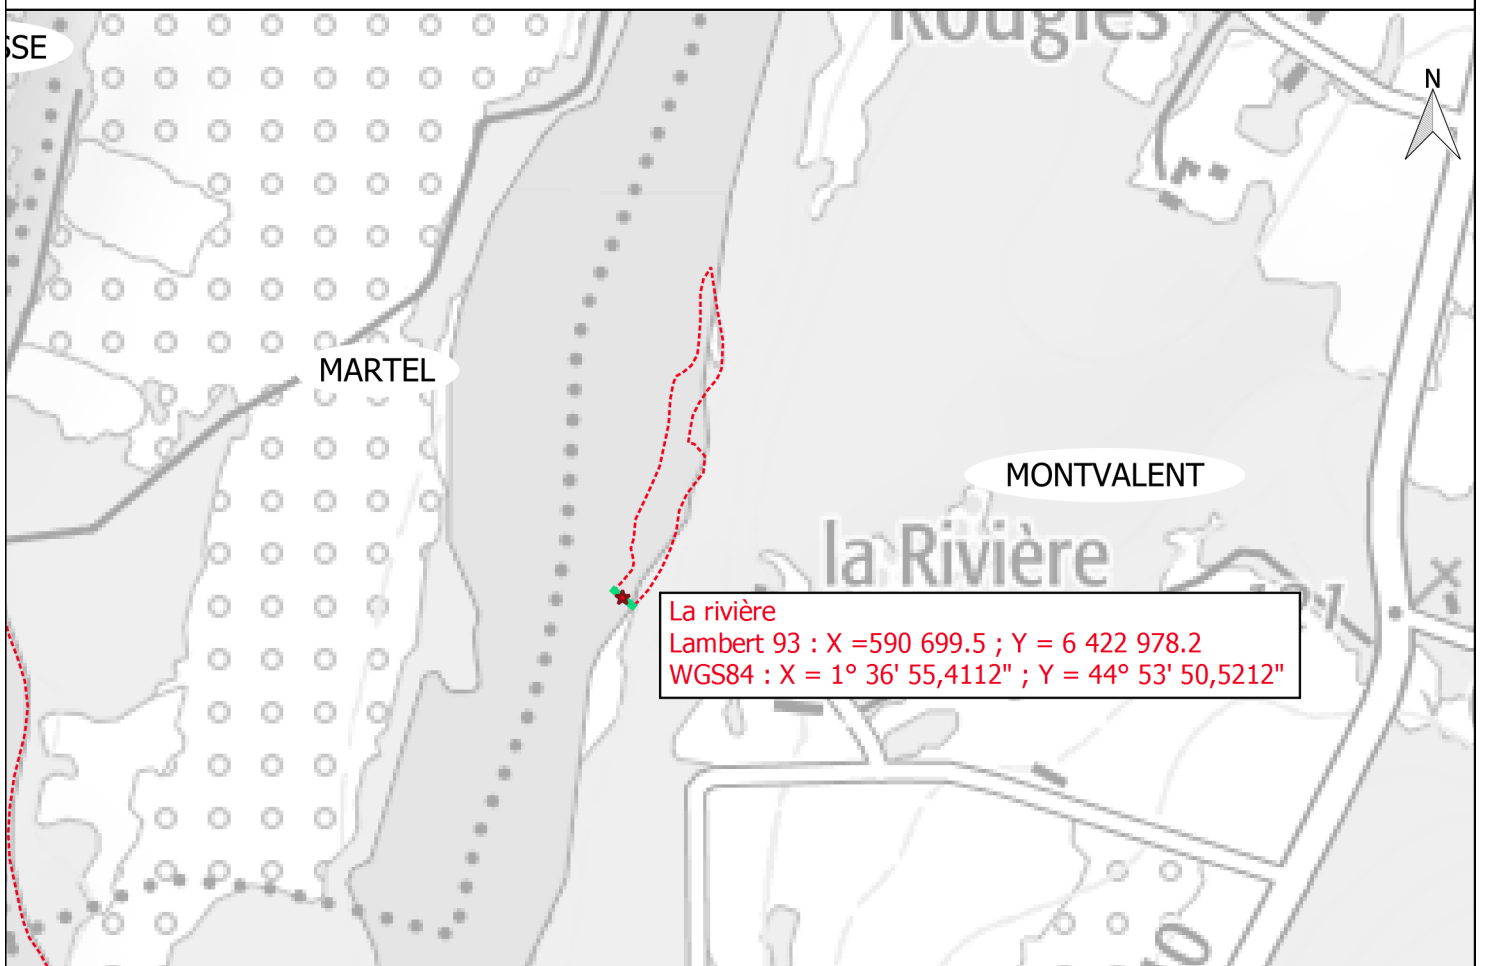 Rougiès
SSE
N
MARTEL
MONTVALENT
la Rivière
La rivière
Lambert 93 : X =590 699.5 ; Y = 6 422 978.2
WGS84 : X = 1° 36' 55,4112" ; Y = 44° 53' 50,5212"